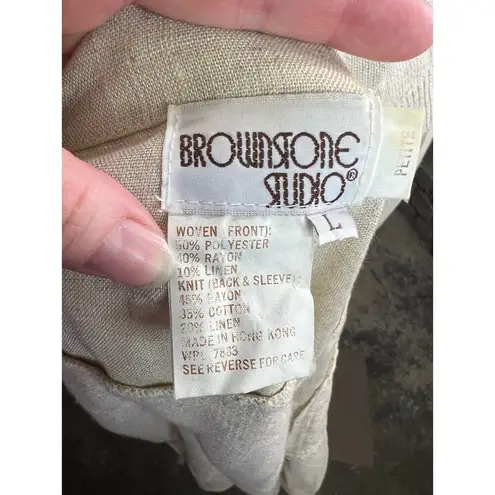 BROWNSTONE
STUDIO®
PETITE
L
WOVEN (FRONT):
50% POLYESTER
40% RAYON
10% LINEN
KNIT (BACK & SLEEVE):
45% RAYON
35% COTTON
20% LINEN
MADE IN HONG KONG
WPL 7833
SEE REVERSE FOR CARE